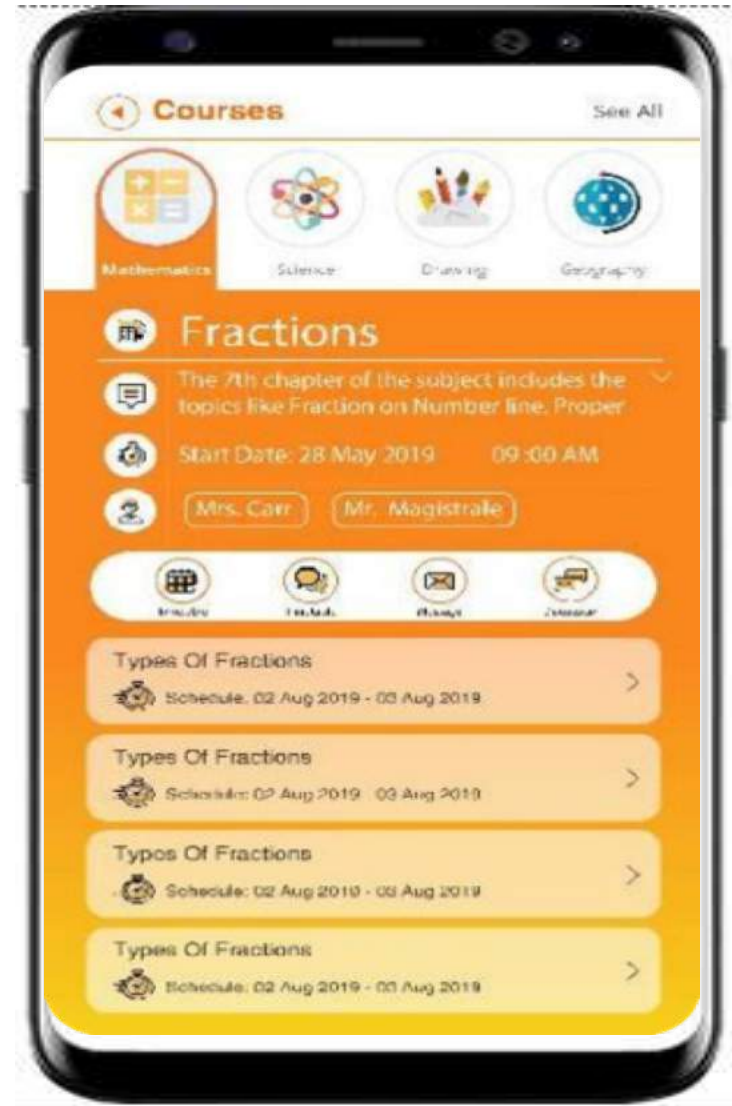 Courses
See All
Mathematics
Science
Drawing
Geography
Fractions
The 7th chapter of the subject includes the
topics like Fraction on Number line, Proper
Start Date: 28 May 2019 09:00 AM
Mrs. Carr Mr. Magistralle
Message
Types Of Fractions
Schedule: 02 Aug 2019 - 03 Aug 2019
Types Of Fractions
Schedule: 02 Aug 2019 - 03 Aug 2019
Types Of Fractions
Schedule: 02 Aug 2019 - 03 Aug 2019
Types Of Fractions
Schedule: 02 Aug 2019 - 03 Aug 2019